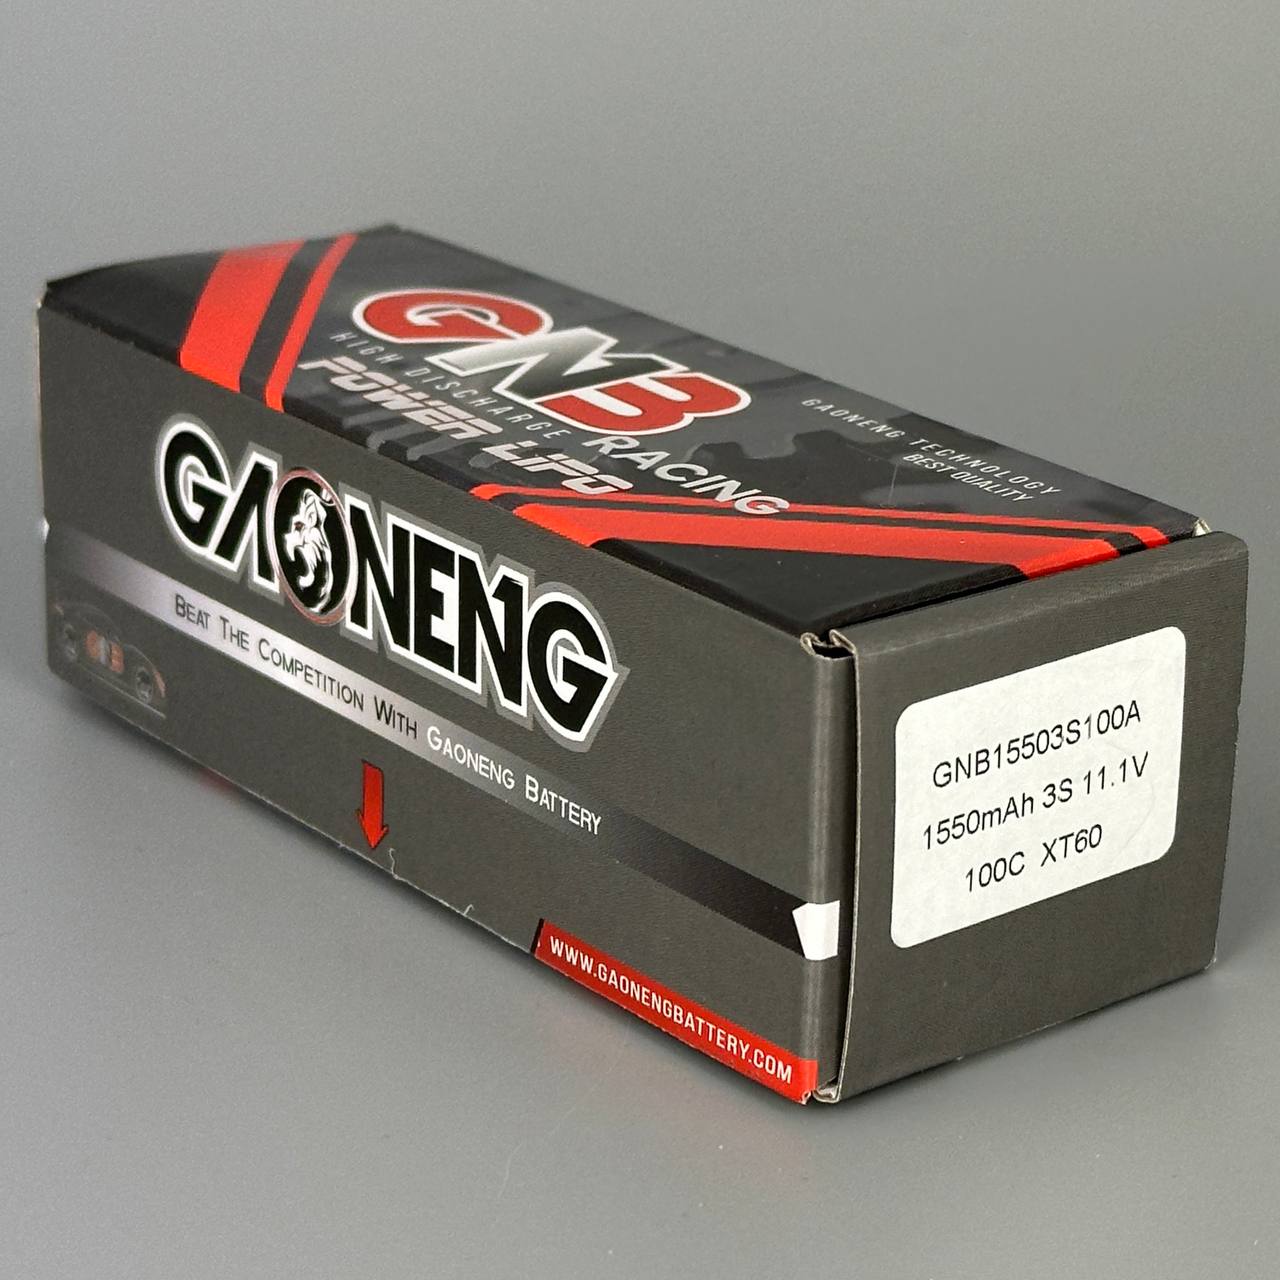 GNB
HIGH DISCHARGE RACING
POWER LIPO
GAONENG TECHNOLOGY
BEST QUALITY
GAONENG
BEAT THE COMPETITION WITH GAONENG BATTERY
WWW.GAONENGBATTERY.COM
GNB15503S100A
1550mAh 3S 11.1V
100C XT60